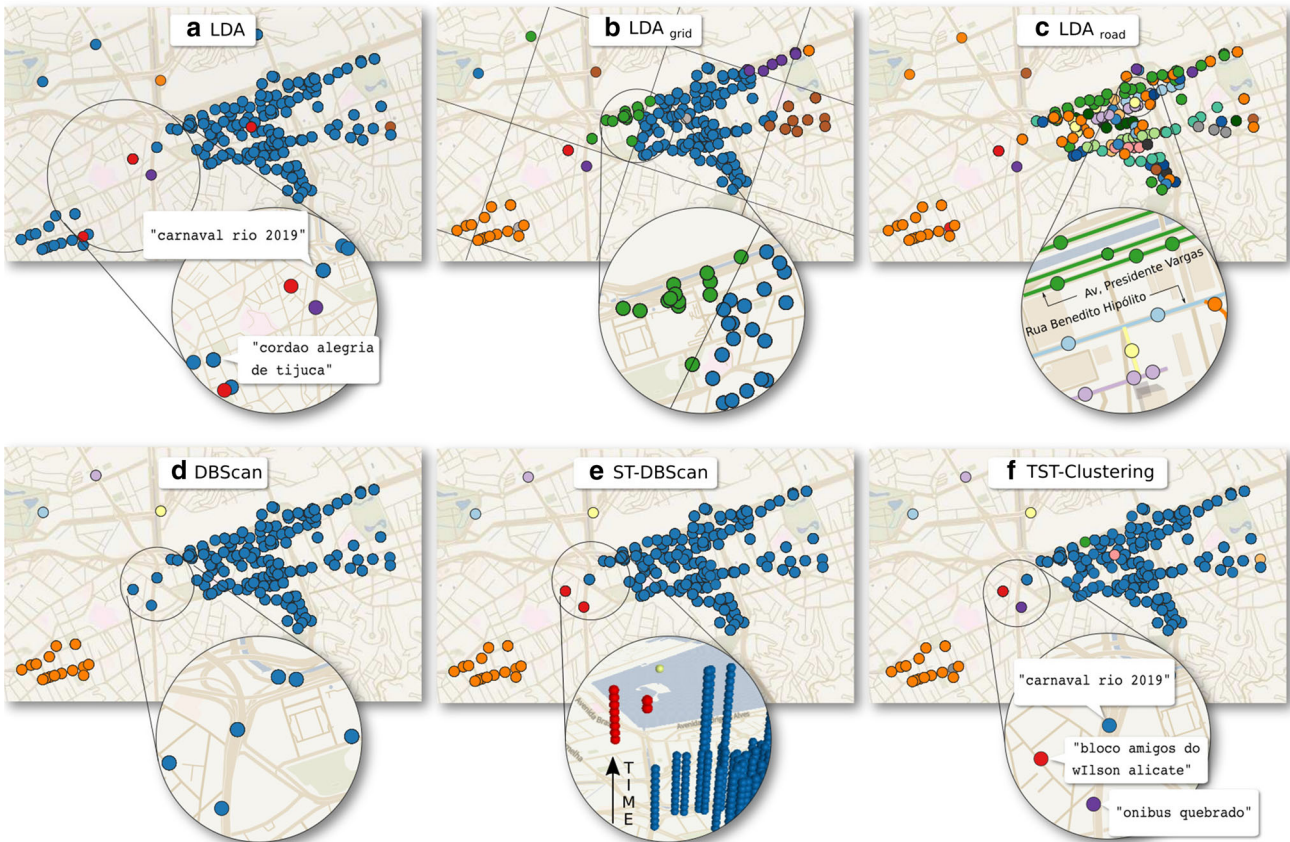 a LDA
b LDA grid
c LDA road
"carnaval rio 2019"
"cordao alegria
de tijuca"
Av, Presidente Vargas
Rua Benedito Hipólito
d DBScan
e ST-DBScan
f TST-Clustering
Avenida
TIME
"carnaval rio 2019"
"bloco amigos do
wIlson alicate"
"onibus quebrado"